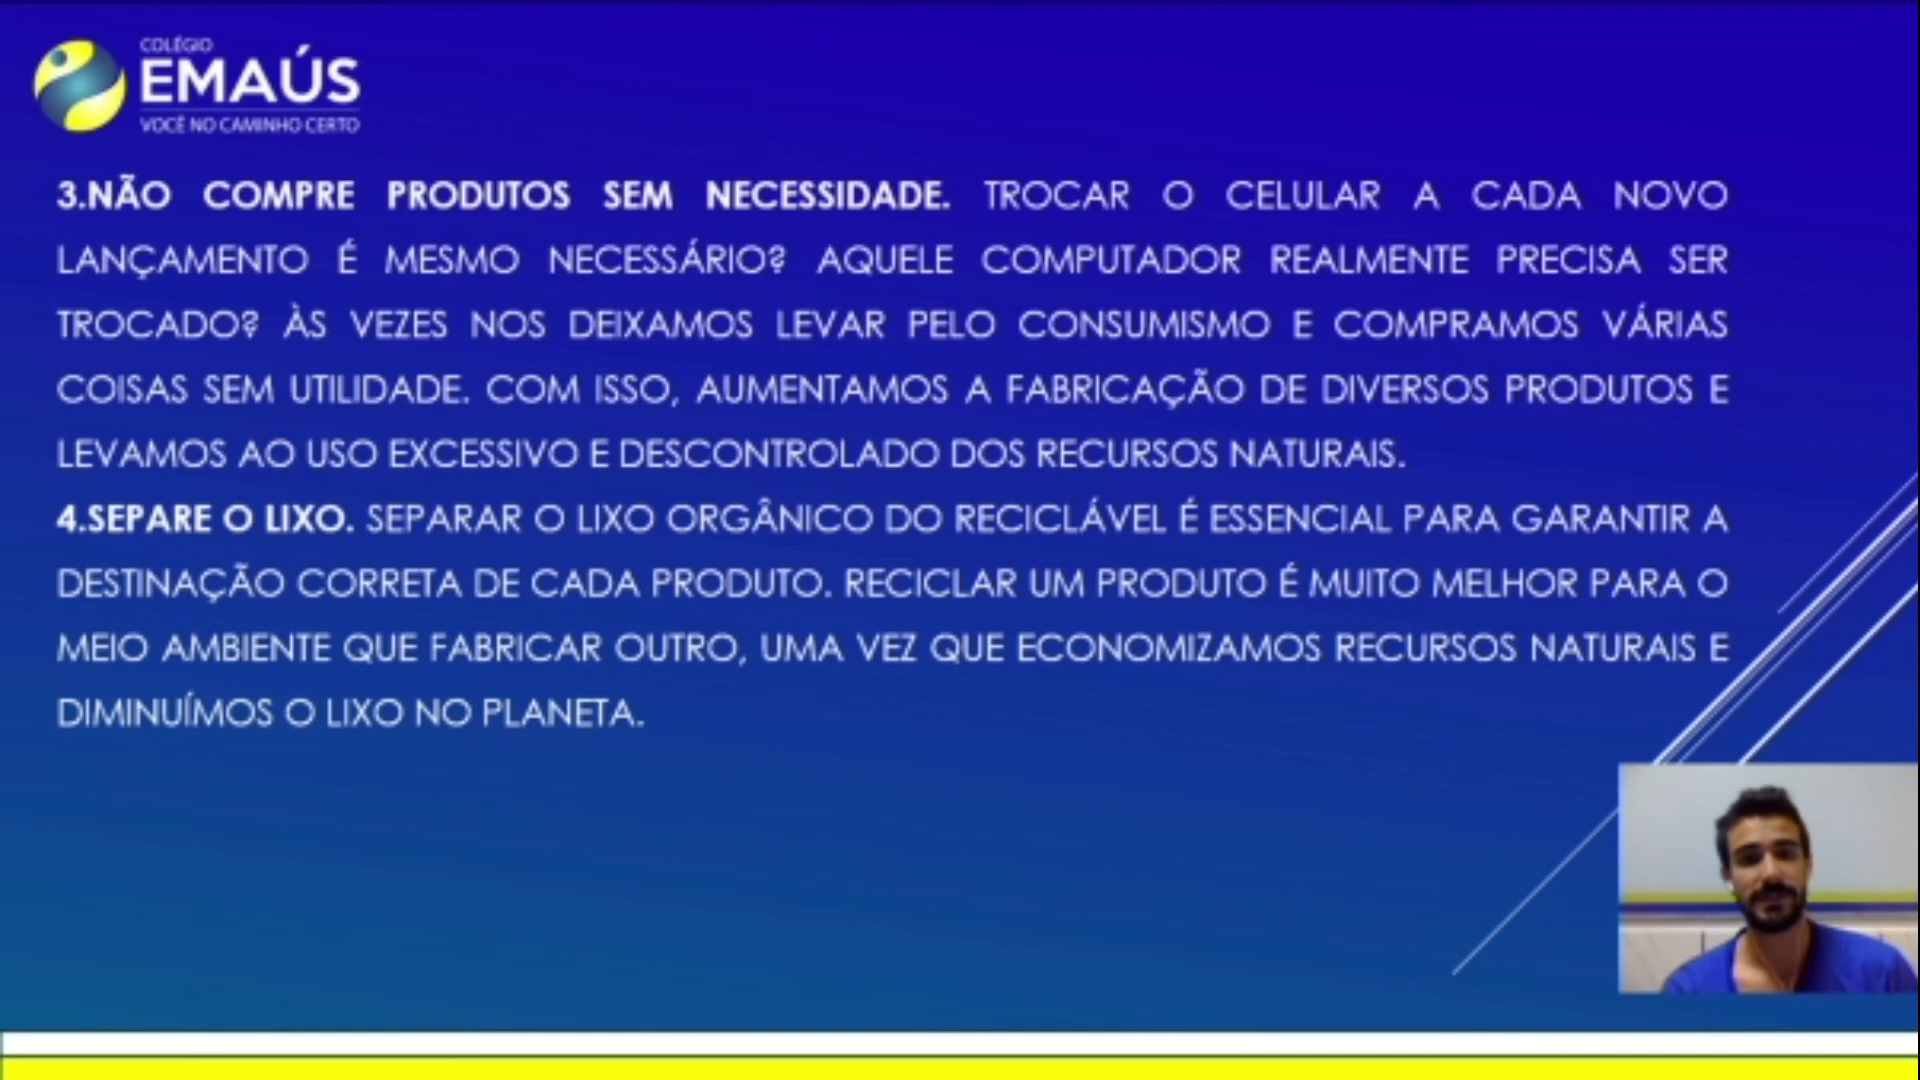 COLÉGIO
EMAÚS
VOCÊ NO CAMINHO CERTO
3.NÃO COMPRE PRODUTOS SEM NECESSIDADE. TROCAR O CELULAR A CADA NOVO
LANÇAMENTO É MESMO NECESSÁRIO? AQUELE COMPUTADOR REALMENTE PRECISA SER
TROCADO? ÀS VEZES NOS DEIXAMOS LEVAR PELO CONSUMISMO E COMPRAMOS VÁRIAS
COISAS SEM UTILIDADE. COM ISSO, AUMENTAMOS A FABRICAÇÃO DE DIVERSOS PRODUTOS E
LEVAMOS AO USO EXCESSIVO E DESCONTROLADO DOS RECURSOS NATURAIS.
4.SEPARE O LIXO. SEPARAR O LIXO ORGÂNICO DO RECICLÁVEL É ESSENCIAL PARA GARANTIR A
DESTINAÇÃO CORRETA DE CADA PRODUTO. RECICLAR UM PRODUTO É MUITO MELHOR PARA O
MEIO AMBIENTE QUE FABRICAR OUTRO, UMA VEZ QUE ECONOMIZAMOS RECURSOS NATURAIS E
DIMINUÍMOS O LIXO NO PLANETA.